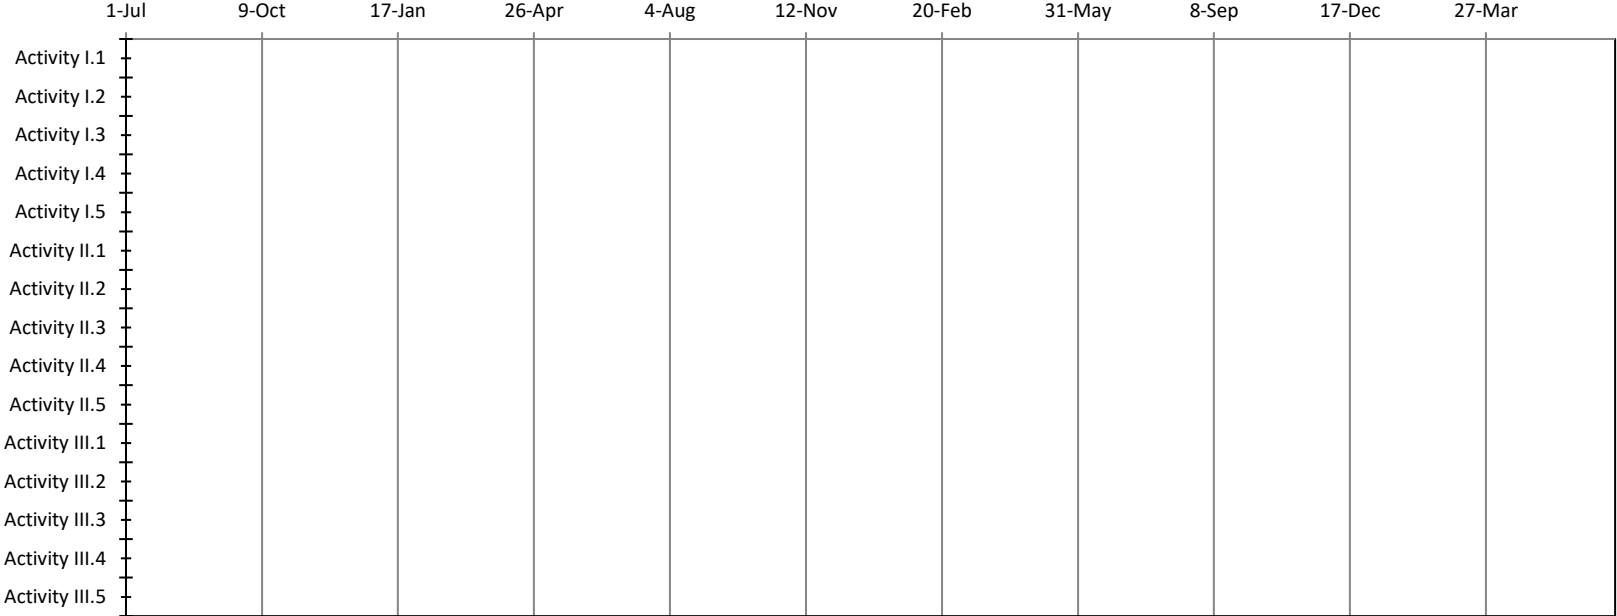 1-Jul 9-Oct 17-Jan 26-Apr 4-Aug 12-Nov 20-Feb 31-May 8-Sep 17-Dec 27-Mar
Activity I.1
Activity I.2
Activity I.3
Activity I.4
Activity I.5
Activity II.1
Activity II.2
Activity II.3
Activity II.4
Activity II.5
Activity III.1
Activity III.2
Activity III.3
Activity III.4
Activity III.5